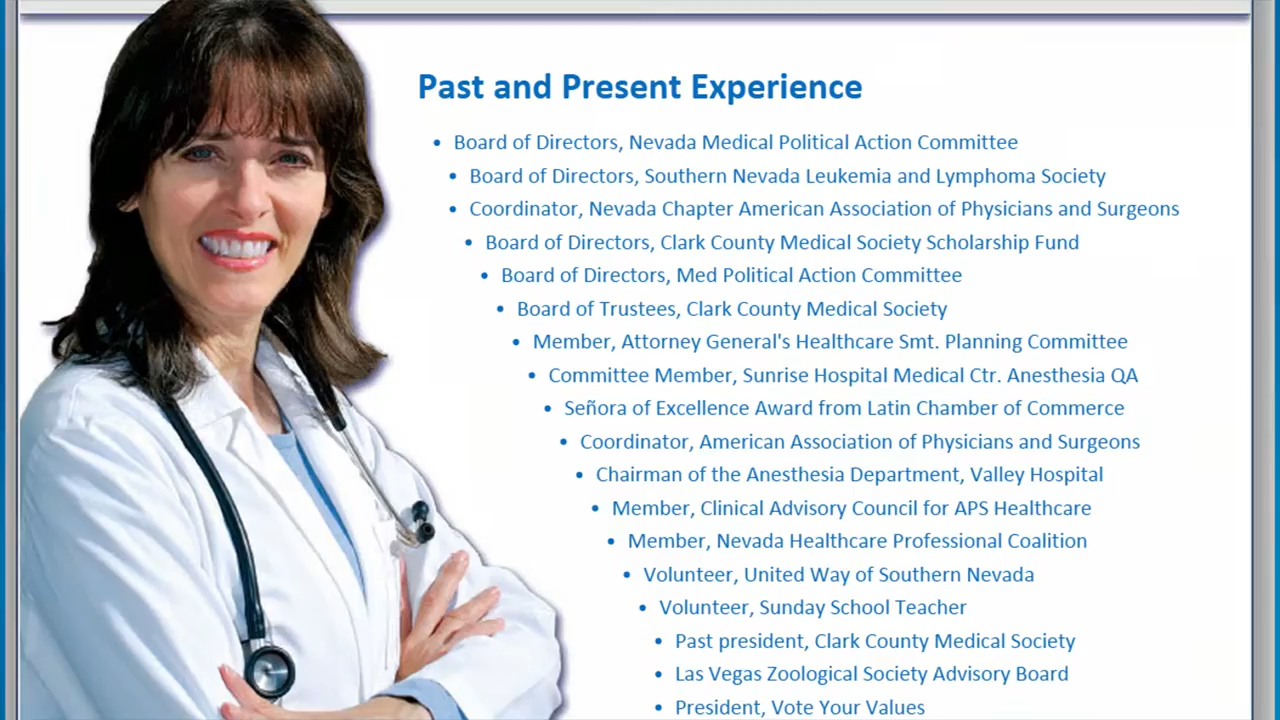 Past and Present Experience
• Board of Directors, Nevada Medical Political Action Committee
• Board of Directors, Southern Nevada Leukemia and Lymphoma Society
• Coordinator, Nevada Chapter American Association of Physicians and Surgeons
• Board of Directors, Clark County Medical Society Scholarship Fund
• Board of Directors, Med Political Action Committee
• Board of Trustees, Clark County Medical Society
• Member, Attorney General's Healthcare Smt. Planning Committee
• Committee Member, Sunrise Hospital Medical Ctr. Anesthesia QA
• Señora of Excellence Award from Latin Chamber of Commerce
• Coordinator, American Association of Physicians and Surgeons
• Chairman of the Anesthesia Department, Valley Hospital
• Member, Clinical Advisory Council for APS Healthcare
• Member, Nevada Healthcare Professional Coalition
• Volunteer, United Way of Southern Nevada
• Volunteer, Sunday School Teacher
• Past president, Clark County Medical Society
• Las Vegas Zoological Society Advisory Board
• President, Vote Your Values